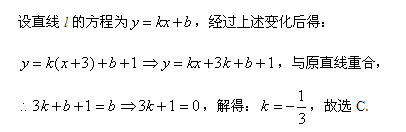 设直线 l 的方程为 y = kx + b，经过上述变化后得：
y = k(x+3) + b + 1 ⇒ y = kx + 3k + b + 1，与原直线重合，
∴ 3k + b + 1 = b ⇒ 3k + 1 = 0，解得：k = -1/3，故选 C.